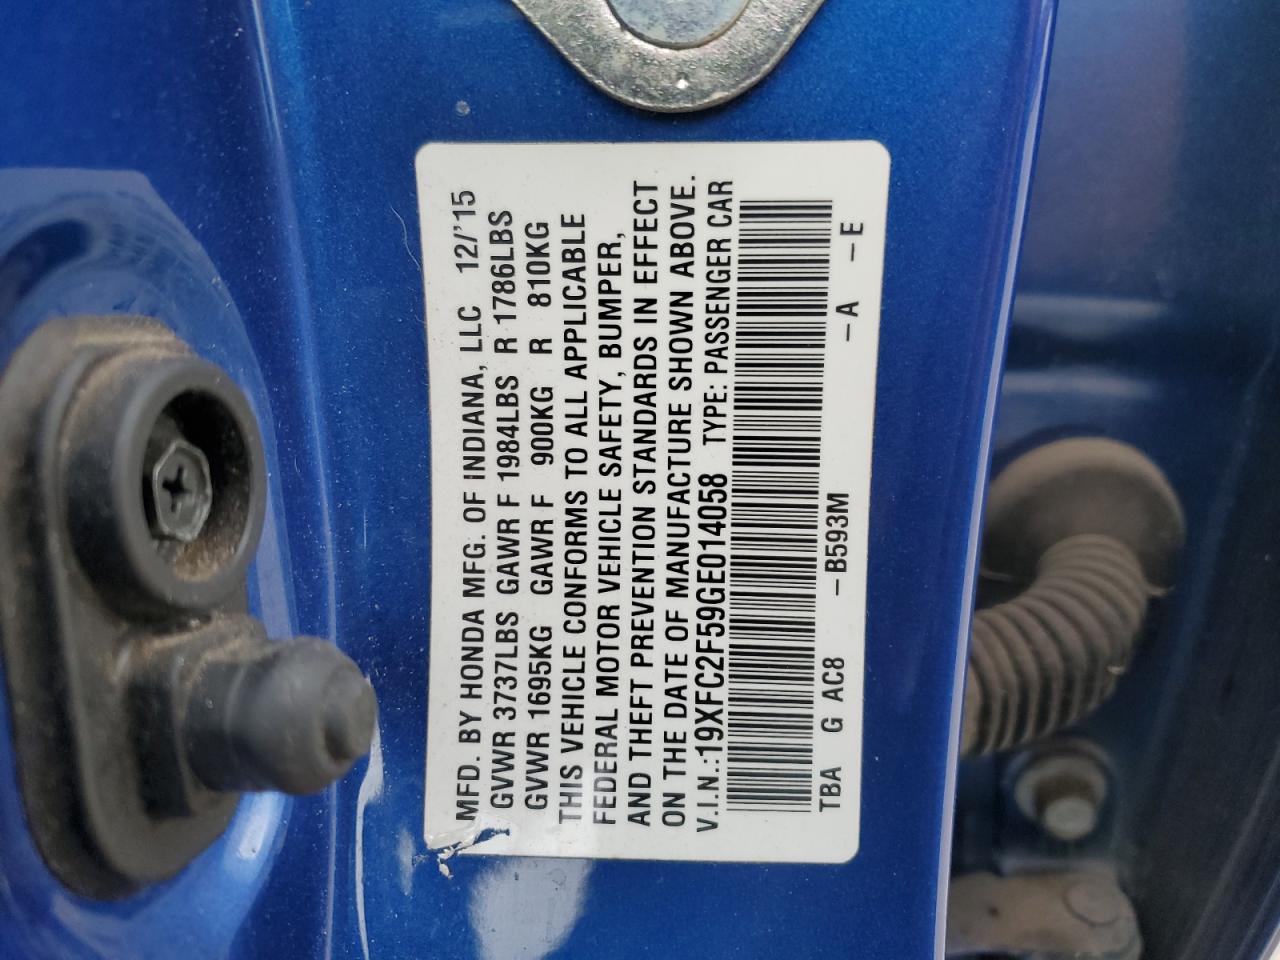 MFD. BY HONDA MFG. OF INDIANA, LLC 12/'15
GVWR 3737LBS GAWR F 1984LBS R 1786LBS
GVWR 1695KG GAWR F 900KG R 810KG
THIS VEHICLE CONFORMS TO ALL APPLICABLE
FEDERAL MOTOR VEHICLE SAFETY, BUMPER,
AND THEFT PREVENTION STANDARDS IN EFFECT
ON THE DATE OF MANUFACTURE SHOWN ABOVE.
V.I.N.:19XFC2F59GE014058 TYPE: PASSENGER CAR
TBA G AC8 –B593M –A –E